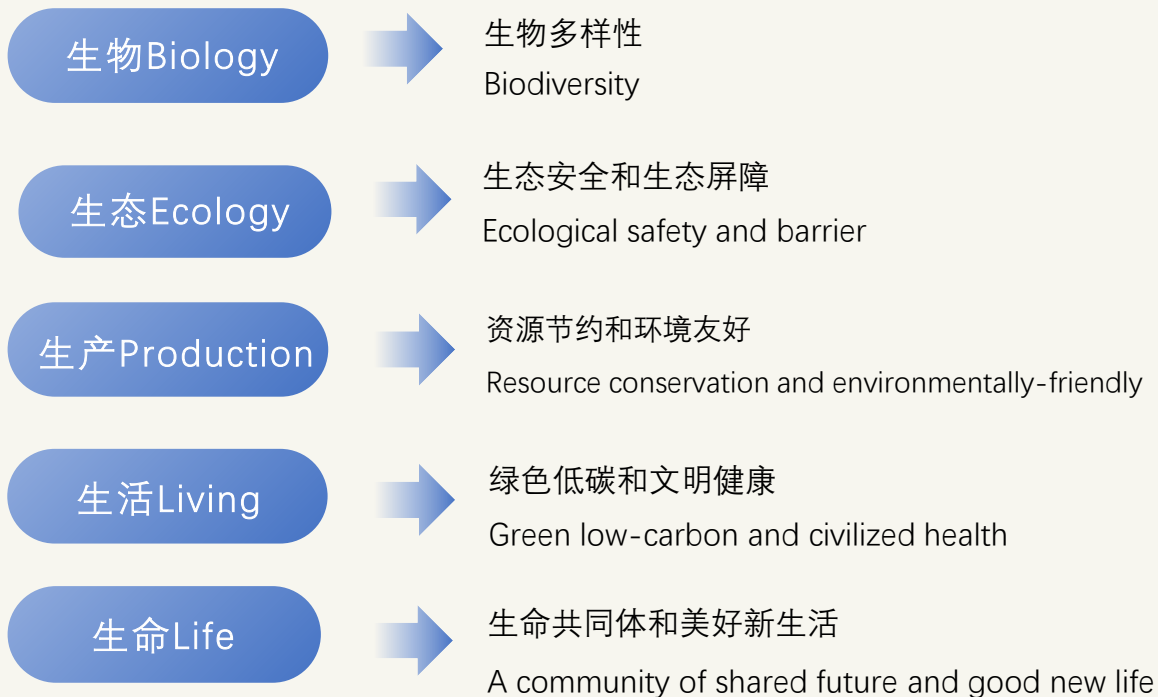 生物Biology
生物多样性
Biodiversity
生态Ecology
生态安全和生态屏障
Ecological safety and barrier
生产Production
资源节约和环境友好
Resource conservation and environmentally-friendly
生活Living
绿色低碳和文明健康
Green low-carbon and civilized health
生命Life
生命共同体和美好新生活
A community of shared future and good new life